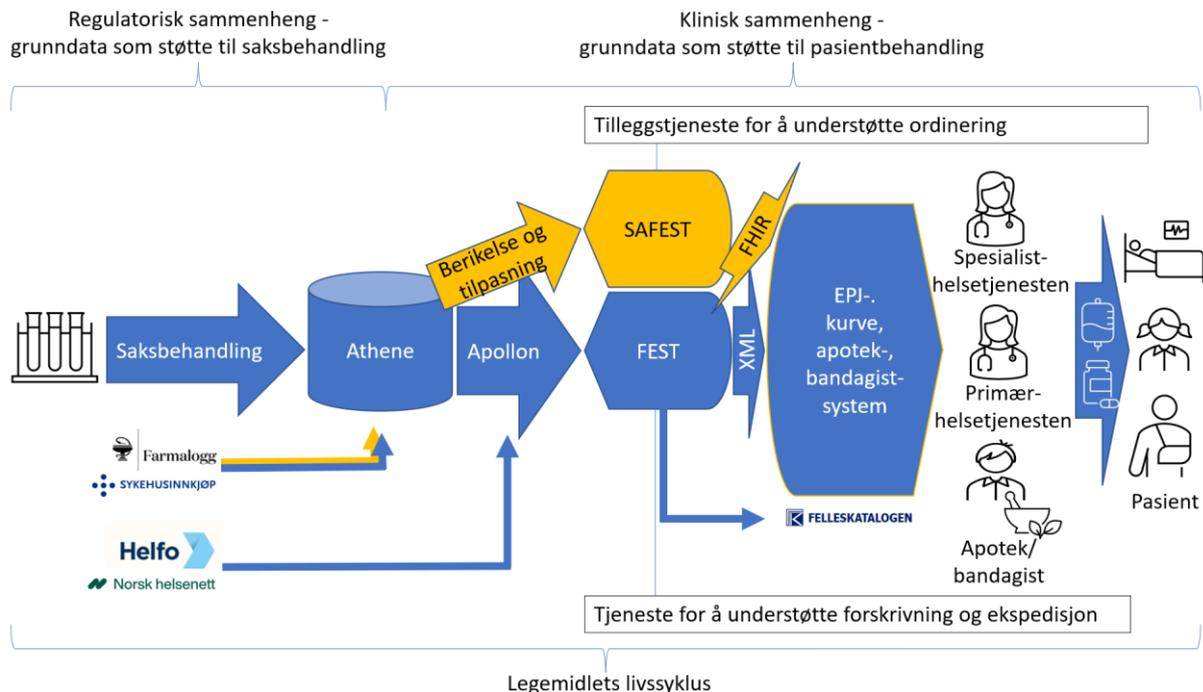 Regulatorisk sammenheng -
grunndata som støtte til saksbehandling
Klinisk sammenheng -
grunndata som støtte til pasientbehandling
Tilleggstjeneste for å understøtte ordinering
Berikelse og
tilpasning
SAFEST
FHIR
Saksbehandling
Athene
Apollon
FEST
XML
EPJ-.
kurve,
apotek-,
bandagist-
system
Spesialist-
helsetjenesten
Primær-
helsetjenesten
Apotek/
bandagist
Pasient
Farmalogg
SYKEHUSINNKJØP
Helfo
Norsk helsenett
FELLESKATALOGEN
Tjeneste for å understøtte forskrivning og ekspedisjon
Legemidlets livssyklus